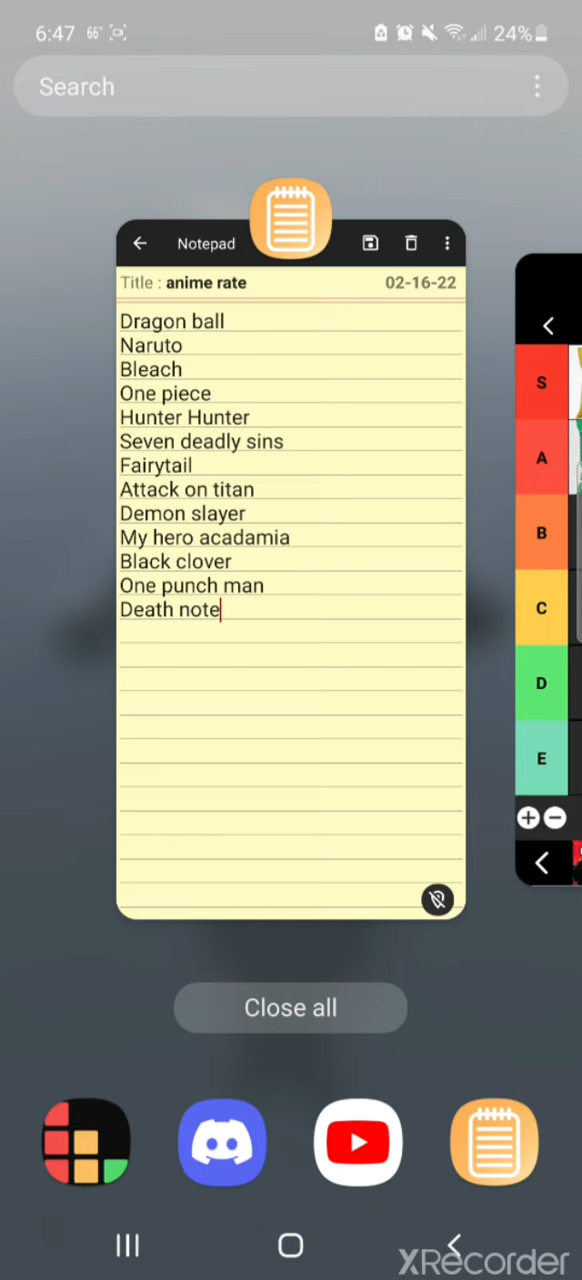 6:47 66° 24%
Search
Notepad
Title : anime rate 02-16-22
Dragon ball
Naruto
Bleach
One piece
Hunter Hunter
Seven deadly sins
Fairytail
Attack on titan
Demon slayer
My hero acadamia
Black clover
One punch man
Death note
S
A
B
C
D
E
Close all
XRecorder